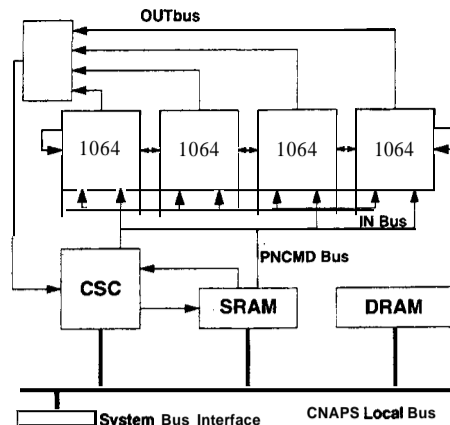 OUTbus
1064 1064 1064 1064
IN Bus
PNCMD Bus
CSC
SRAM
DRAM
System Bus Interface
CNAPS Local Bus